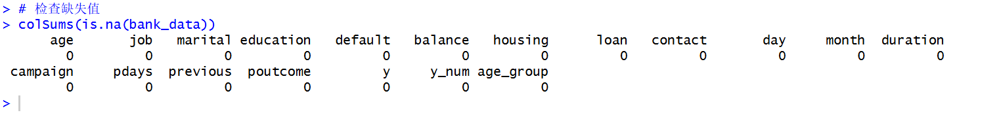 > # 检查缺失值
> colSums(is.na(bank_data))
age job marital education default balance housing loan contact day month duration
0 0 0 0 0 0 0 0 0 0 0 0
campaign pdays previous poutcome y y_num age_group
0 0 0 0 0 0 0
>